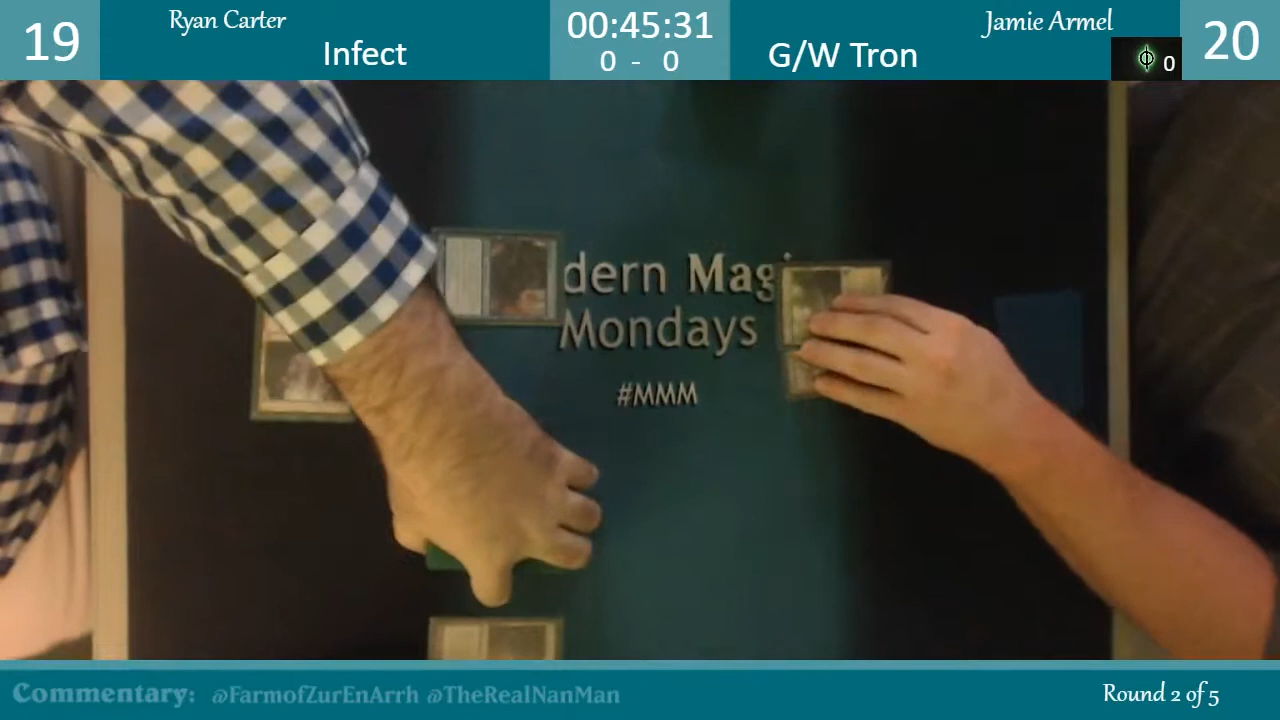 19
Ryan Carter
Infect
00:45:31
0 - 0
Jamie Armel
G/W Tron
0
20
dern Mag
Mondays
#MMM
Commentary: @FarmofZurEnArrh @TheRealNanMan
Round 2 of 5